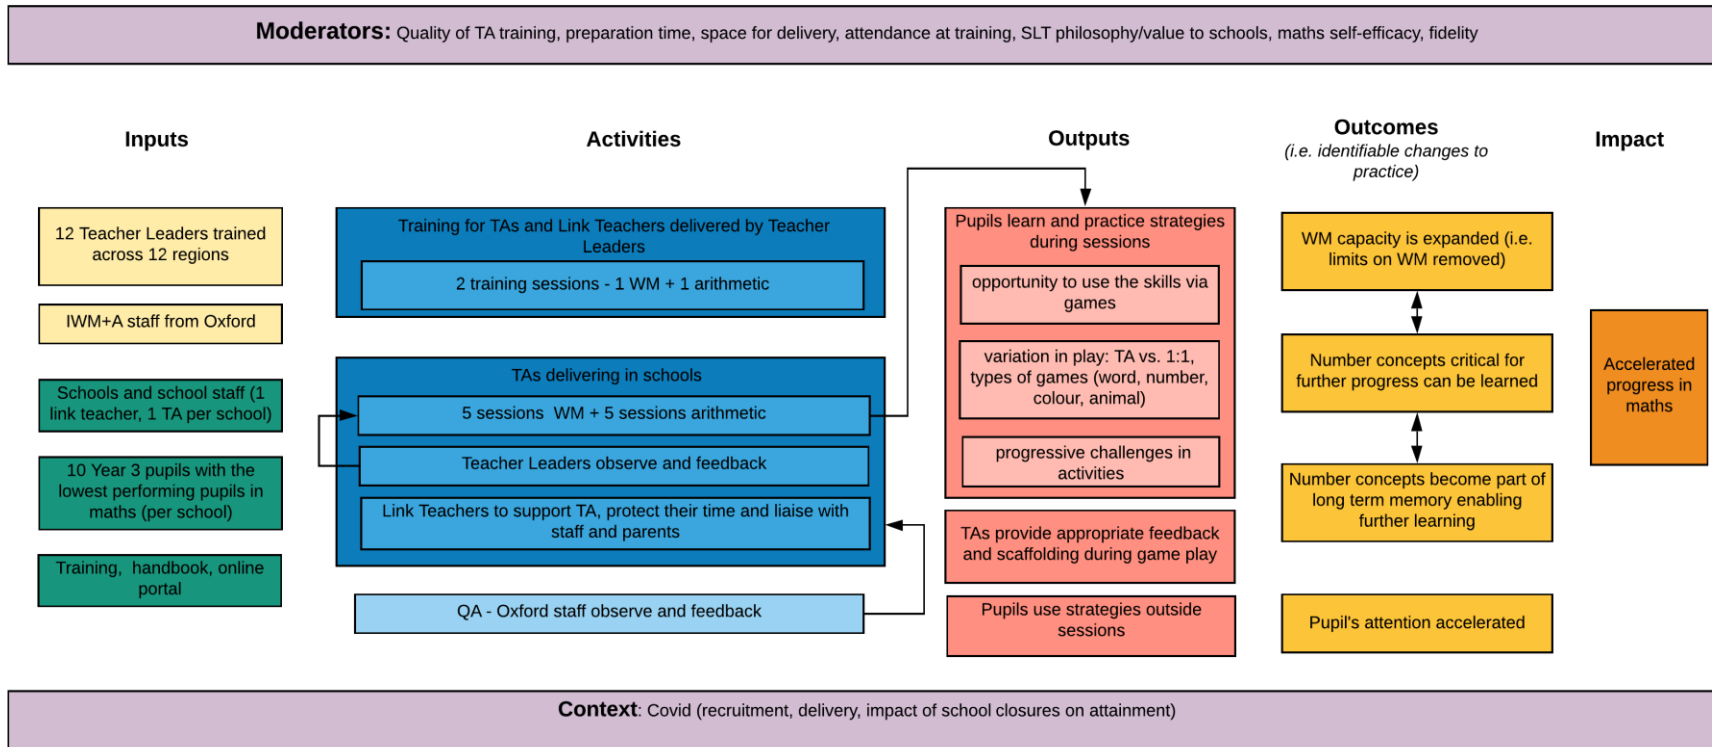 Moderators: Quality of TA training, preparation time, space for delivery, attendance at training, SLT philosophy/value to schools, maths self-efficacy, fidelity
Inputs
12 Teacher Leaders trained
across 12 regions
IWM+A staff from Oxford
Schools and school staff (1
link teacher, 1 TA per school)
10 Year 3 pupils with the
lowest performing pupils in
maths (per school)
Training, handbook, online
portal
Activities
Training for TAs and Link Teachers delivered by Teacher
Leaders
2 training sessions - 1 WM + 1 arithmetic
TAs delivering in schools
5 sessions WM + 5 sessions arithmetic
Teacher Leaders observe and feedback
Link Teachers to support TA, protect their time and liaise with
staff and parents
QA - Oxford staff observe and feedback
Outputs
Pupils learn and practice strategies
during sessions
opportunity to use the skills via
games
variation in play: TA vs. 1:1,
types of games (word, number,
colour, animal)
progressive challenges in
activities
TAs provide appropriate feedback
and scaffolding during game play
Pupils use strategies outside
sessions
Outcomes
(i.e. identifiable changes to
practice)
WM capacity is expanded (i.e.
limits on WM removed)
Number concepts critical for
further progress can be learned
Number concepts become part of
long term memory enabling
further learning
Pupil's attention accelerated
Impact
Accelerated
progress in
maths
Context: Covid (recruitment, delivery, impact of school closures on attainment)